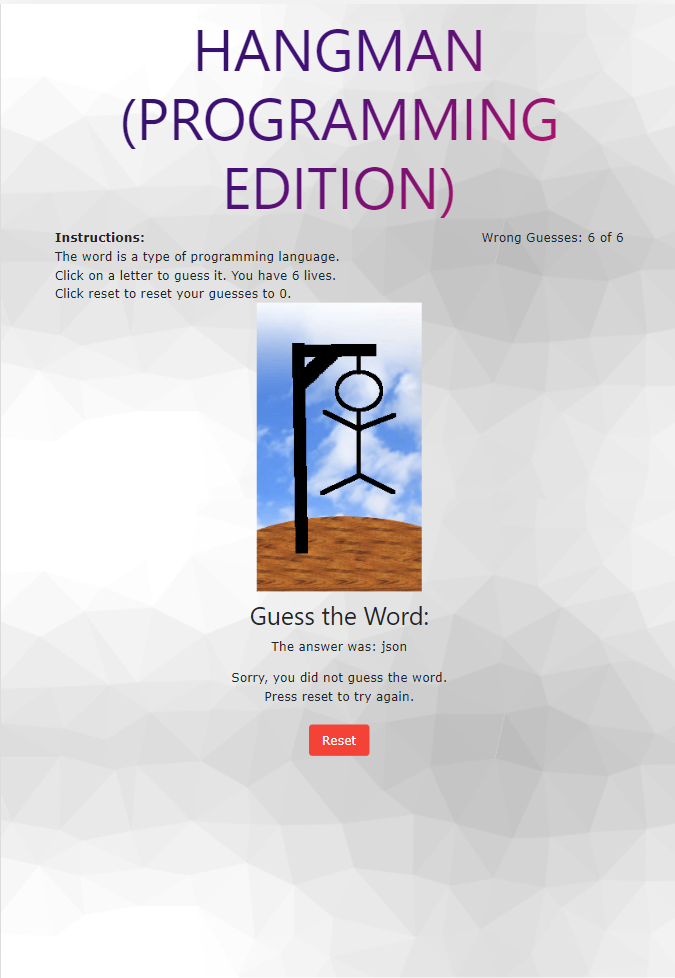 HANGMAN
(PROGRAMMING
EDITION)
Instructions:
Wrong Guesses: 6 of 6
The word is a type of programming language.
Click on a letter to guess it. You have 6 lives.
Click reset to reset your guesses to 0.
Guess the Word:
The answer was: json
Sorry, you did not guess the word.
Press reset to try again.
Reset